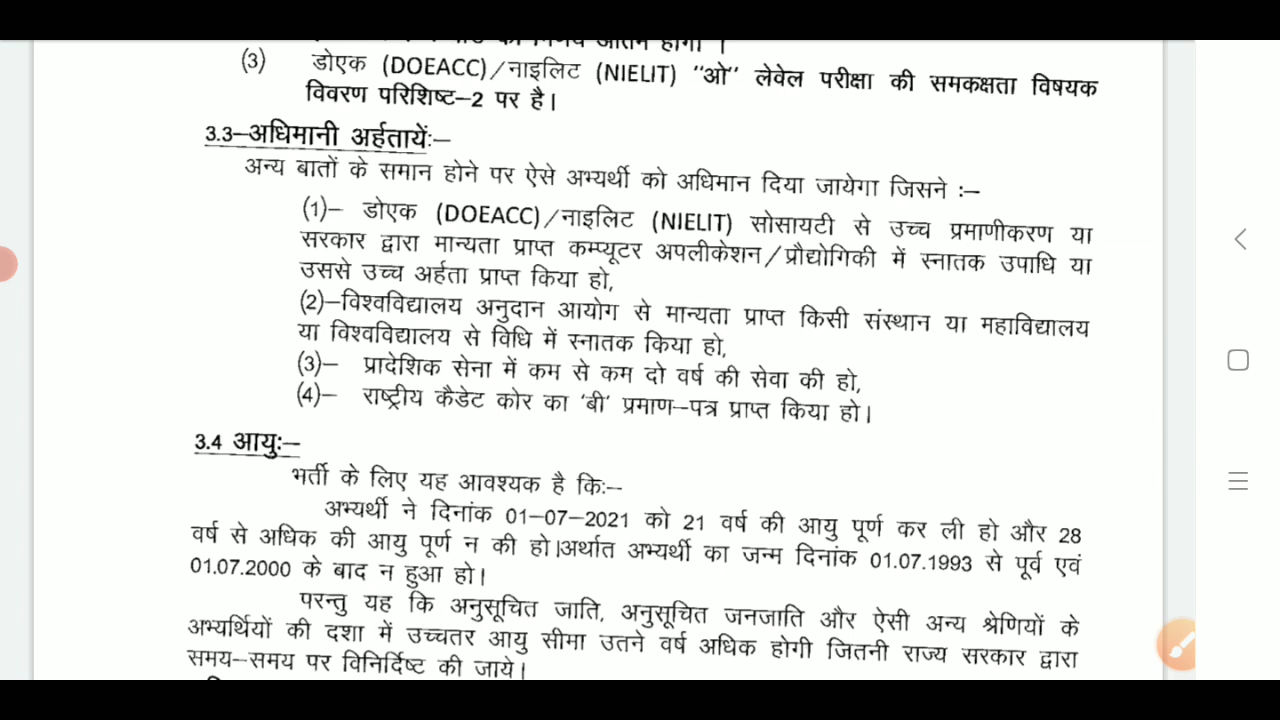 (3) डोएक (DOEACC)/नाइलिट (NIELIT) "ओ" लेवेल परीक्षा की समकक्षता विषयक
विवरण परिशिष्ट–2 पर है।
3.3–अधिमानी अर्हतायेंः–
अन्य बातों के समान होने पर ऐसे अभ्यर्थी को अधिमान दिया जायेगा जिसने :–
(1)– डोएक (DOEACC)/नाइलिट (NIELIT) सोसायटी से उच्च प्रमाणीकरण या
सरकार द्वारा मान्यता प्राप्त कम्प्यूटर अपलीकेशन/प्रौद्योगिकी में स्नातक उपाधि या
उससे उच्च अर्हता प्राप्त किया हो,
(2)–विश्वविद्यालय अनुदान आयोग से मान्यता प्राप्त किसी संस्थान या महाविद्यालय
या विश्वविद्यालय से विधि में स्नातक किया हो,
(3)– प्रादेशिक सेना में कम से कम दो वर्ष की सेवा की हो,
(4)– राष्ट्रीय कैडेट कोर का 'बी' प्रमाण–पत्र प्राप्त किया हो।
3.4 आयुः–
भर्ती के लिए यह आवश्यक है किः–
अभ्यर्थी ने दिनांक 01–07–2021 को 21 वर्ष की आयु पूर्ण कर ली हो और 28
वर्ष से अधिक की आयु पूर्ण न की हो।अर्थात अभ्यर्थी का जन्म दिनांक 01.07.1993 से पूर्व एवं
01.07.2000 के बाद न हुआ हो।
परन्तु यह कि अनुसूचित जाति, अनुसूचित जनजाति और ऐसी अन्य श्रेणियों के
अभ्यर्थियों की दशा में उच्चतर आयु सीमा उतने वर्ष अधिक होगी जितनी राज्य सरकार द्वारा
समय–समय पर विनिर्दिष्ट की जाये।